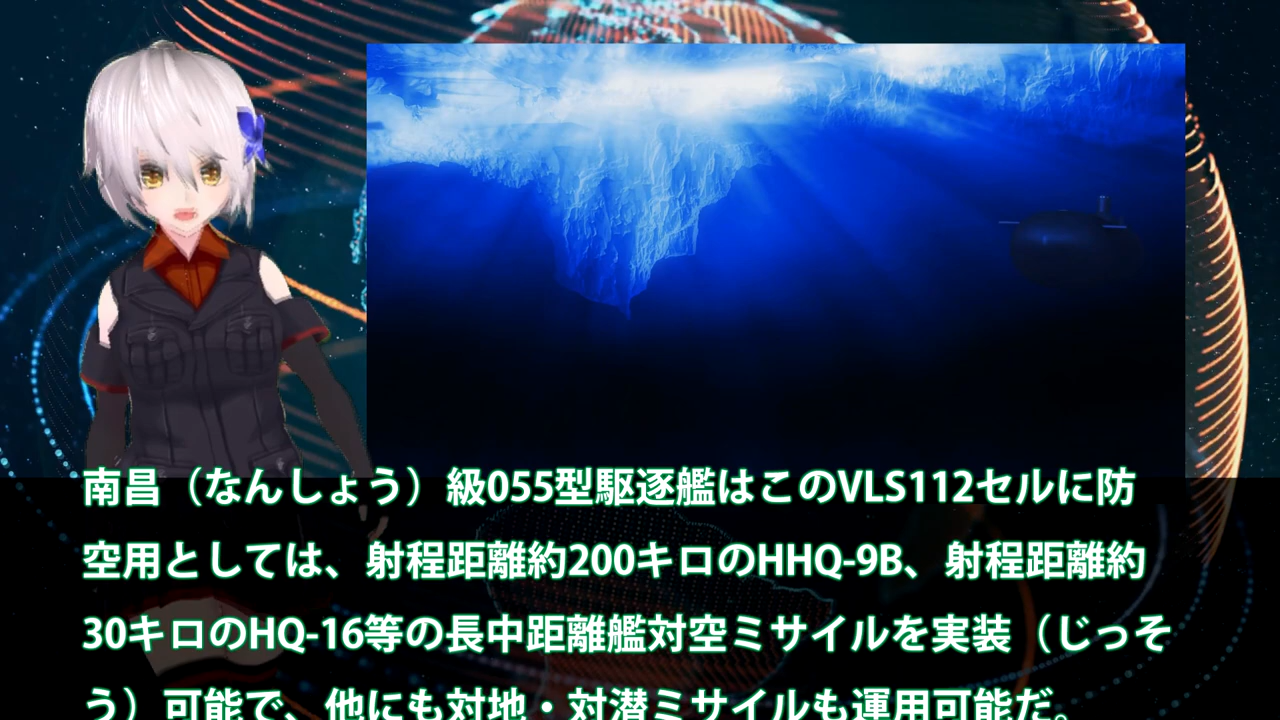 南昌（なんしょう）級055型駆逐艦はこのVLS112セルに防
空用としては、射程距離約200キロのHHQ-9B、射程距離約
30キロのHQ-16等の長中距離艦対空ミサイルを実装（じっそ
う）可能で、他にも対地・対潜ミサイルも運用可能だ。